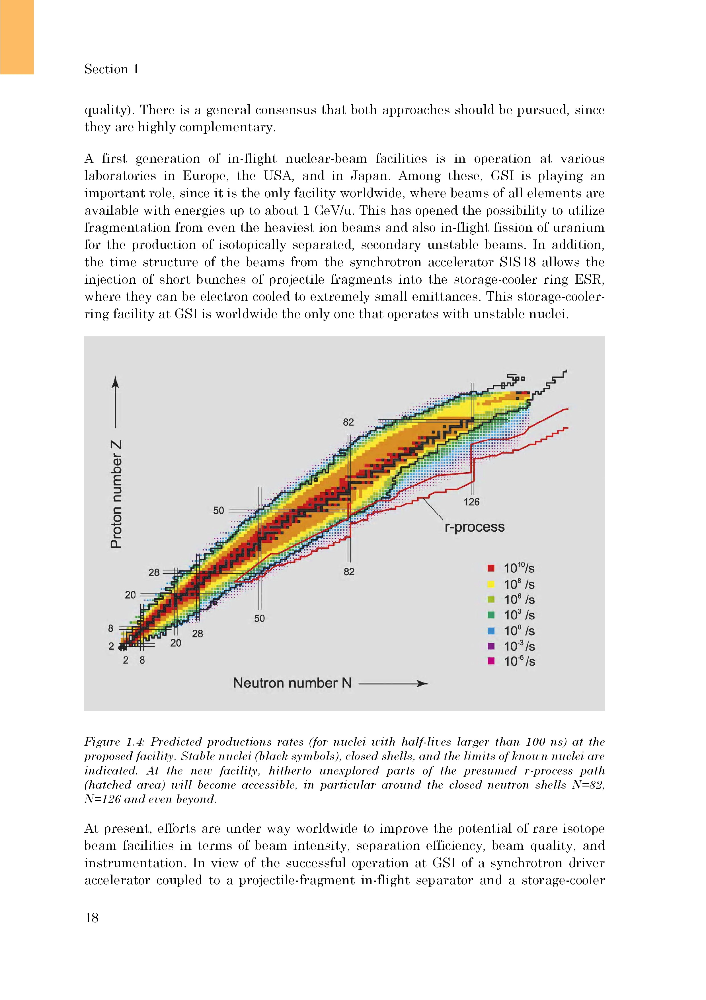 Section 1
quality). There is a general consensus that both approaches should be pursued, since
they are highly complementary.
A first generation of in-flight nuclear-beam facilities is in operation at various
laboratories in Europe, the USA, and in Japan. Among these, GSI is playing an
important role, since it is the only facility worldwide, where beams of all elements are
available with energies up to about 1 GeV/u. This has opened the possibility to utilize
fragmentation from even the heaviest ion beams and also in-flight fission of uranium
for the production of isotopically separated, secondary unstable beams. In addition,
the time structure of the beams from the synchrotron accelerator SIS18 allows the
injection of short bunches of projectile fragments into the storage-cooler ring ESR,
where they can be electron cooled to extremely small emittances. This storage-cooler-
ring facility at GSI is worldwide the only one that operates with unstable nuclei.
Proton number Z
82
50
126
r-process
28
82
20
50
8
28
2
20
2 8
10¹⁰/s
10⁸ /s
10⁶ /s
10³ /s
10⁰ /s
10⁻³/s
10⁻⁶/s
Neutron number N
Figure 1.4: Predicted productions rates (for nuclei with half-lives larger than 100 ns) at the
proposed facility. Stable nuclei (black symbols), closed shells, and the limits of known nuclei are
indicated. At the new facility, hitherto unexplored parts of the presumed r-process path
(hatched area) will become accessible, in particular around the closed neutron shells N=82,
N=126 and even beyond.
At present, efforts are under way worldwide to improve the potential of rare isotope
beam facilities in terms of beam intensity, separation efficiency, beam quality, and
instrumentation. In view of the successful operation at GSI of a synchrotron driver
accelerator coupled to a projectile-fragment in-flight separator and a storage-cooler
18